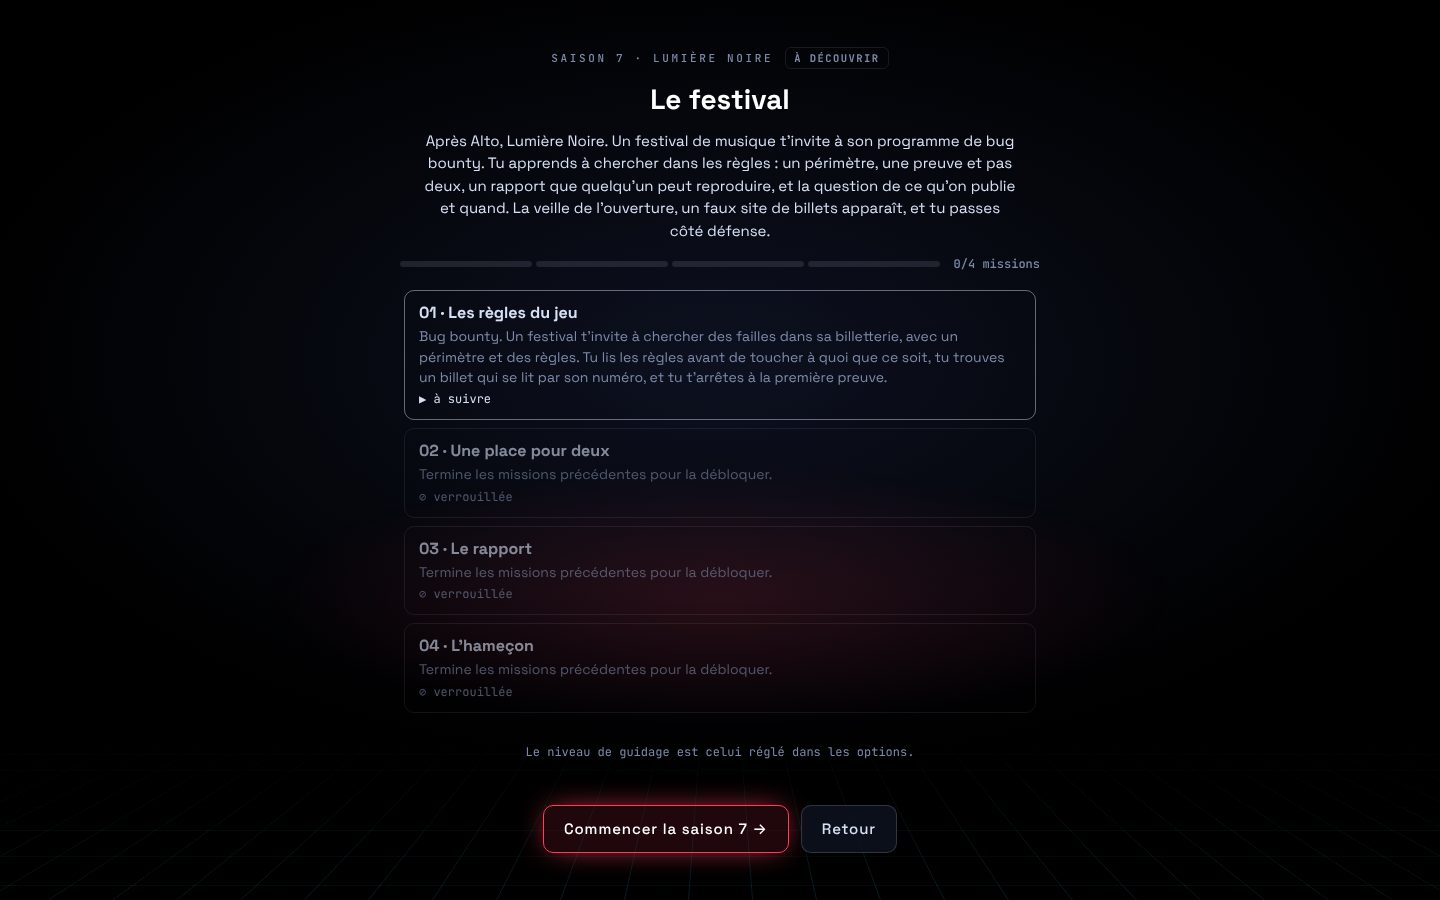 SAISON 7 · LUMIÈRE NOIRE À DÉCOUVRIR
Le festival
Après Alto, Lumière Noire. Un festival de musique t'invite à son programme de bug
bounty. Tu apprends à chercher dans les règles : un périmètre, une preuve et pas
deux, un rapport que quelqu'un peut reproduire, et la question de ce qu'on publie
et quand. La veille de l'ouverture, un faux site de billets apparaît, et tu passes
côté défense.
0/4 missions
01 · Les règles du jeu
Bug bounty. Un festival t'invite à chercher des failles dans sa billetterie, avec un
périmètre et des règles. Tu lis les règles avant de toucher à quoi que ce soit, tu trouves
un billet qui se lit par son numéro, et tu t'arrêtes à la première preuve.
▶ à suivre
02 · Une place pour deux
Termine les missions précédentes pour la débloquer.
⊘ verrouillée
03 · Le rapport
Termine les missions précédentes pour la débloquer.
⊘ verrouillée
04 · L'hameçon
Termine les missions précédentes pour la débloquer.
⊘ verrouillée
Le niveau de guidage est celui réglé dans les options.
Commencer la saison 7 →
Retour